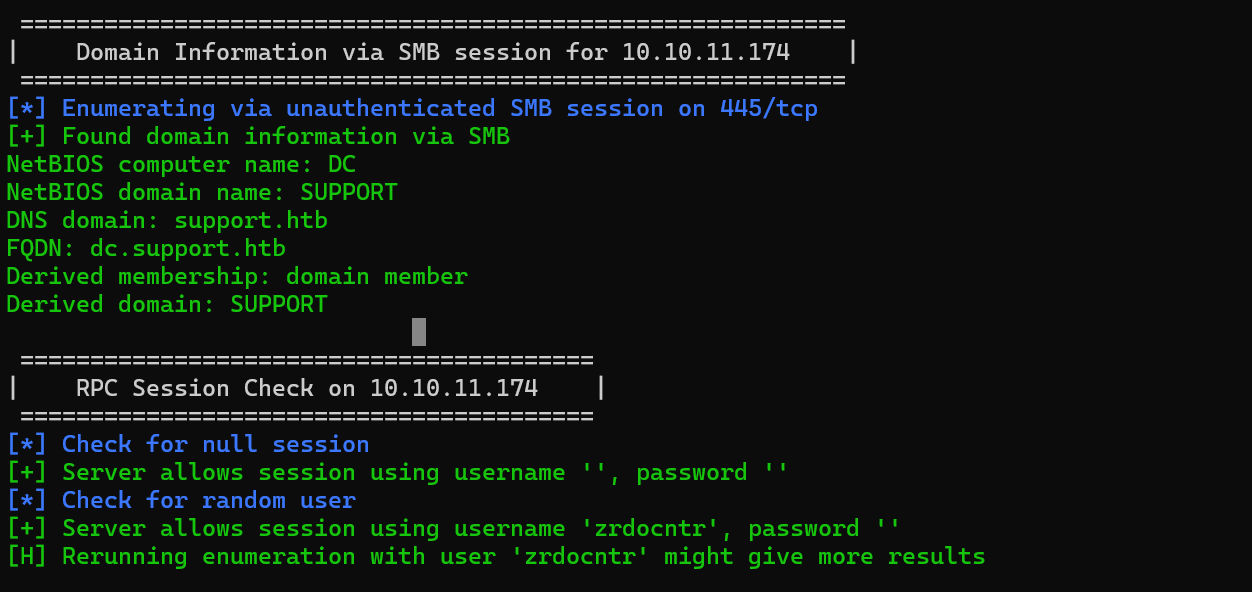 ===========================================================
|    Domain Information via SMB session for 10.10.11.174    |
===========================================================
[*] Enumerating via unauthenticated SMB session on 445/tcp
[+] Found domain information via SMB
NetBIOS computer name: DC
NetBIOS domain name: SUPPORT
DNS domain: support.htb
FQDN: dc.support.htb
Derived membership: domain member
Derived domain: SUPPORT
=========================================
|    RPC Session Check on 10.10.11.174    |
=========================================
[*] Check for null session
[+] Server allows session using username '', password ''
[*] Check for random user
[+] Server allows session using username 'zrdocntr', password ''
[H] Rerunning enumeration with user 'zrdocntr' might give more results